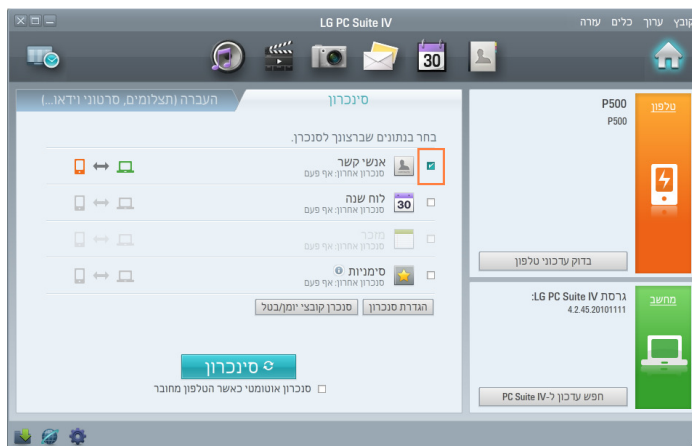 LG PC Suite IV
קובץ ערוך כלים עזרה
30
סינכרון
העברה (תצלומים, סרטוני וידאו...)
בחר בנתונים שברצונך לסנכרן.
אנשי קשר
סנכרון אחרון: אף פעם
לוח שנה
30
סנכרון אחרון: אף פעם
מזכר
סנכרון אחרון: אף פעם
סימניות
סנכרון אחרון: אף פעם
הגדרת סנכרון
סנכרן קובצי יומן/בטל
סינכרון
סנכרון אוטומטי כאשר הטלפון מחובר
טלפון
P500
P500
בדוק עדכוני טלפון
מחשב
גרסת LG PC Suite IV:
4.2.45.20101111
חפש עדכון ל-PC Suite IV